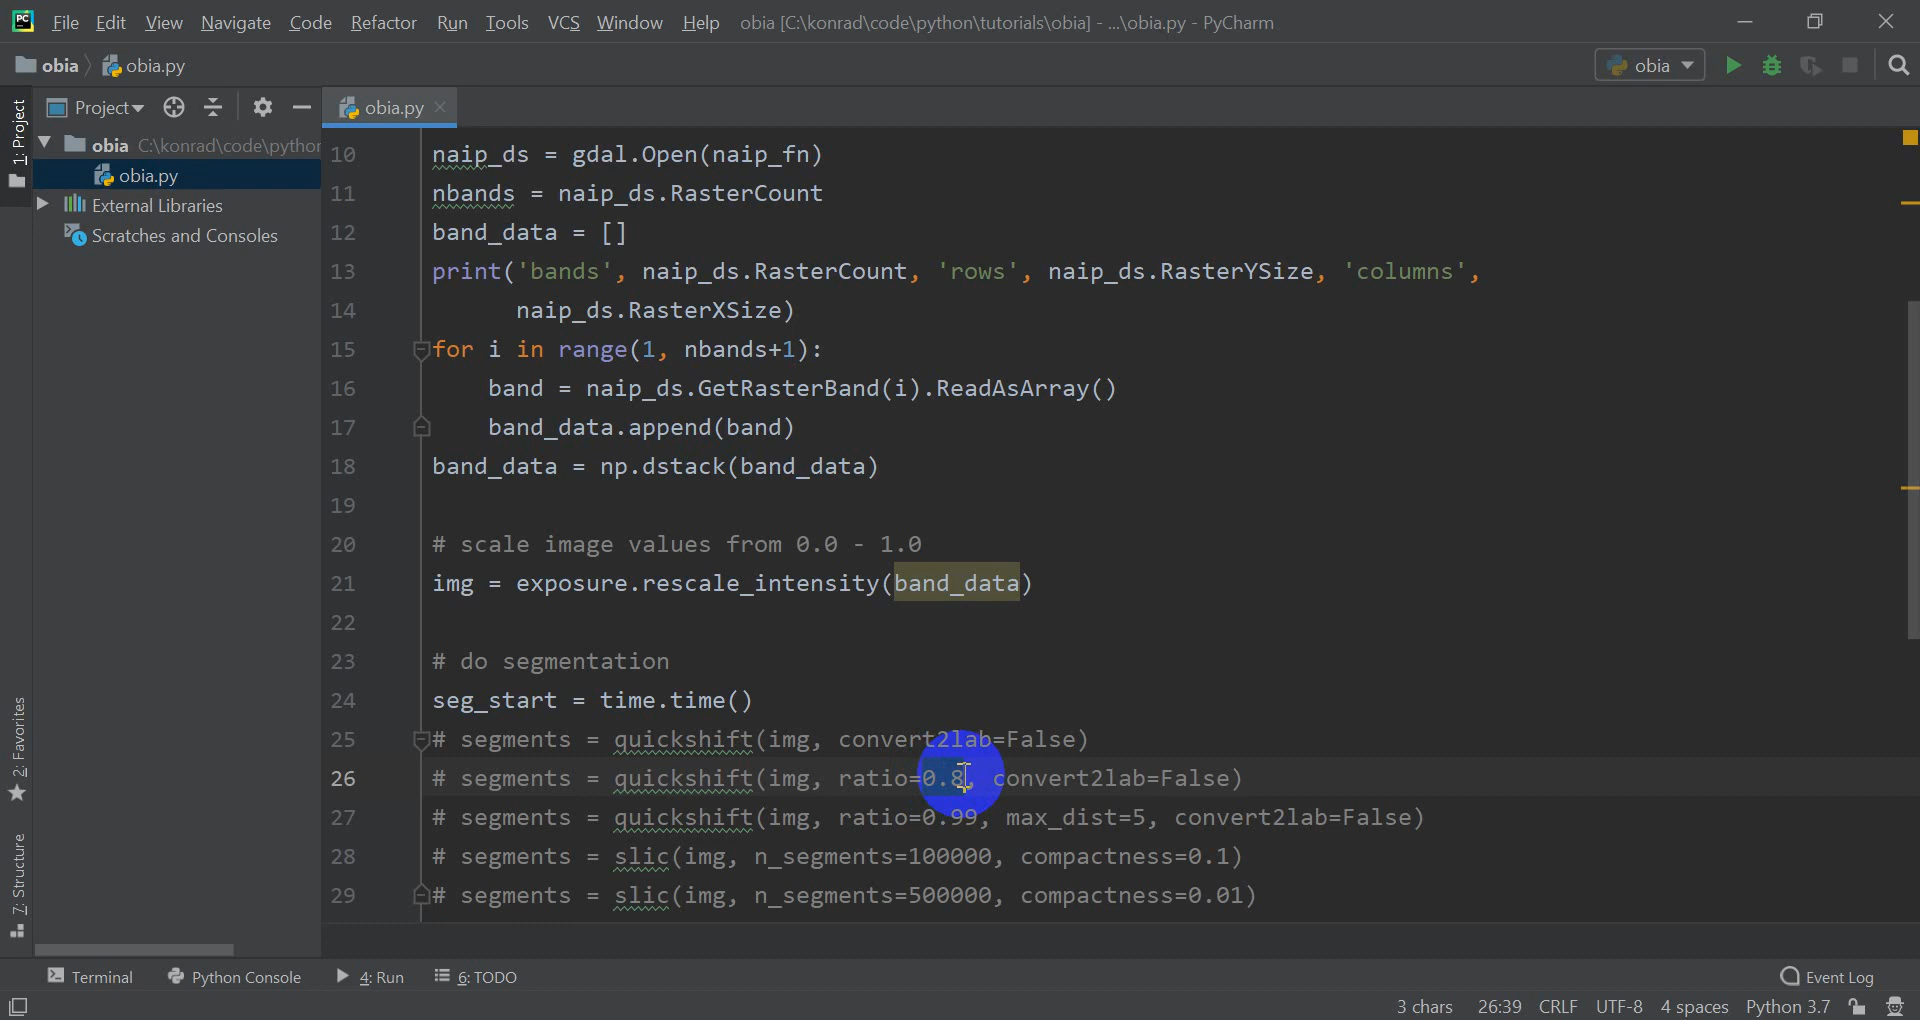 PC File Edit View Navigate Code Refactor Run Tools VCS Window Help obia [C:\konrad\code\python\tutorials\obia] - ...\obia.py - PyCharm
obia obia.py obia
1: Project
Project obia.py
obia C:\konrad\code\python
obia.py
External Libraries
Scratches and Consoles
2: Favorites
7: Structure
10 naip_ds = gdal.Open(naip_fn)
11 nbands = naip_ds.RasterCount
12 band_data = []
13 print('bands', naip_ds.RasterCount, 'rows', naip_ds.RasterYSize, 'columns',
14 naip_ds.RasterXSize)
15 for i in range(1, nbands+1):
16 band = naip_ds.GetRasterBand(i).ReadAsArray()
17 band_data.append(band)
18 band_data = np.dstack(band_data)
19
20 # scale image values from 0.0 - 1.0
21 img = exposure.rescale_intensity(band_data)
22
23 # do segmentation
24 seg_start = time.time()
25 # segments = quickshift(img, convert2lab=False)
26 # segments = quickshift(img, ratio=0.8, convert2lab=False)
27 # segments = quickshift(img, ratio=0.99, max_dist=5, convert2lab=False)
28 # segments = slic(img, n_segments=100000, compactness=0.1)
29 # segments = slic(img, n_segments=500000, compactness=0.01)
Terminal Python Console 4: Run 6: TODO Event Log
3 chars 26:39 CRLF UTF-8 4 spaces Python 3.7